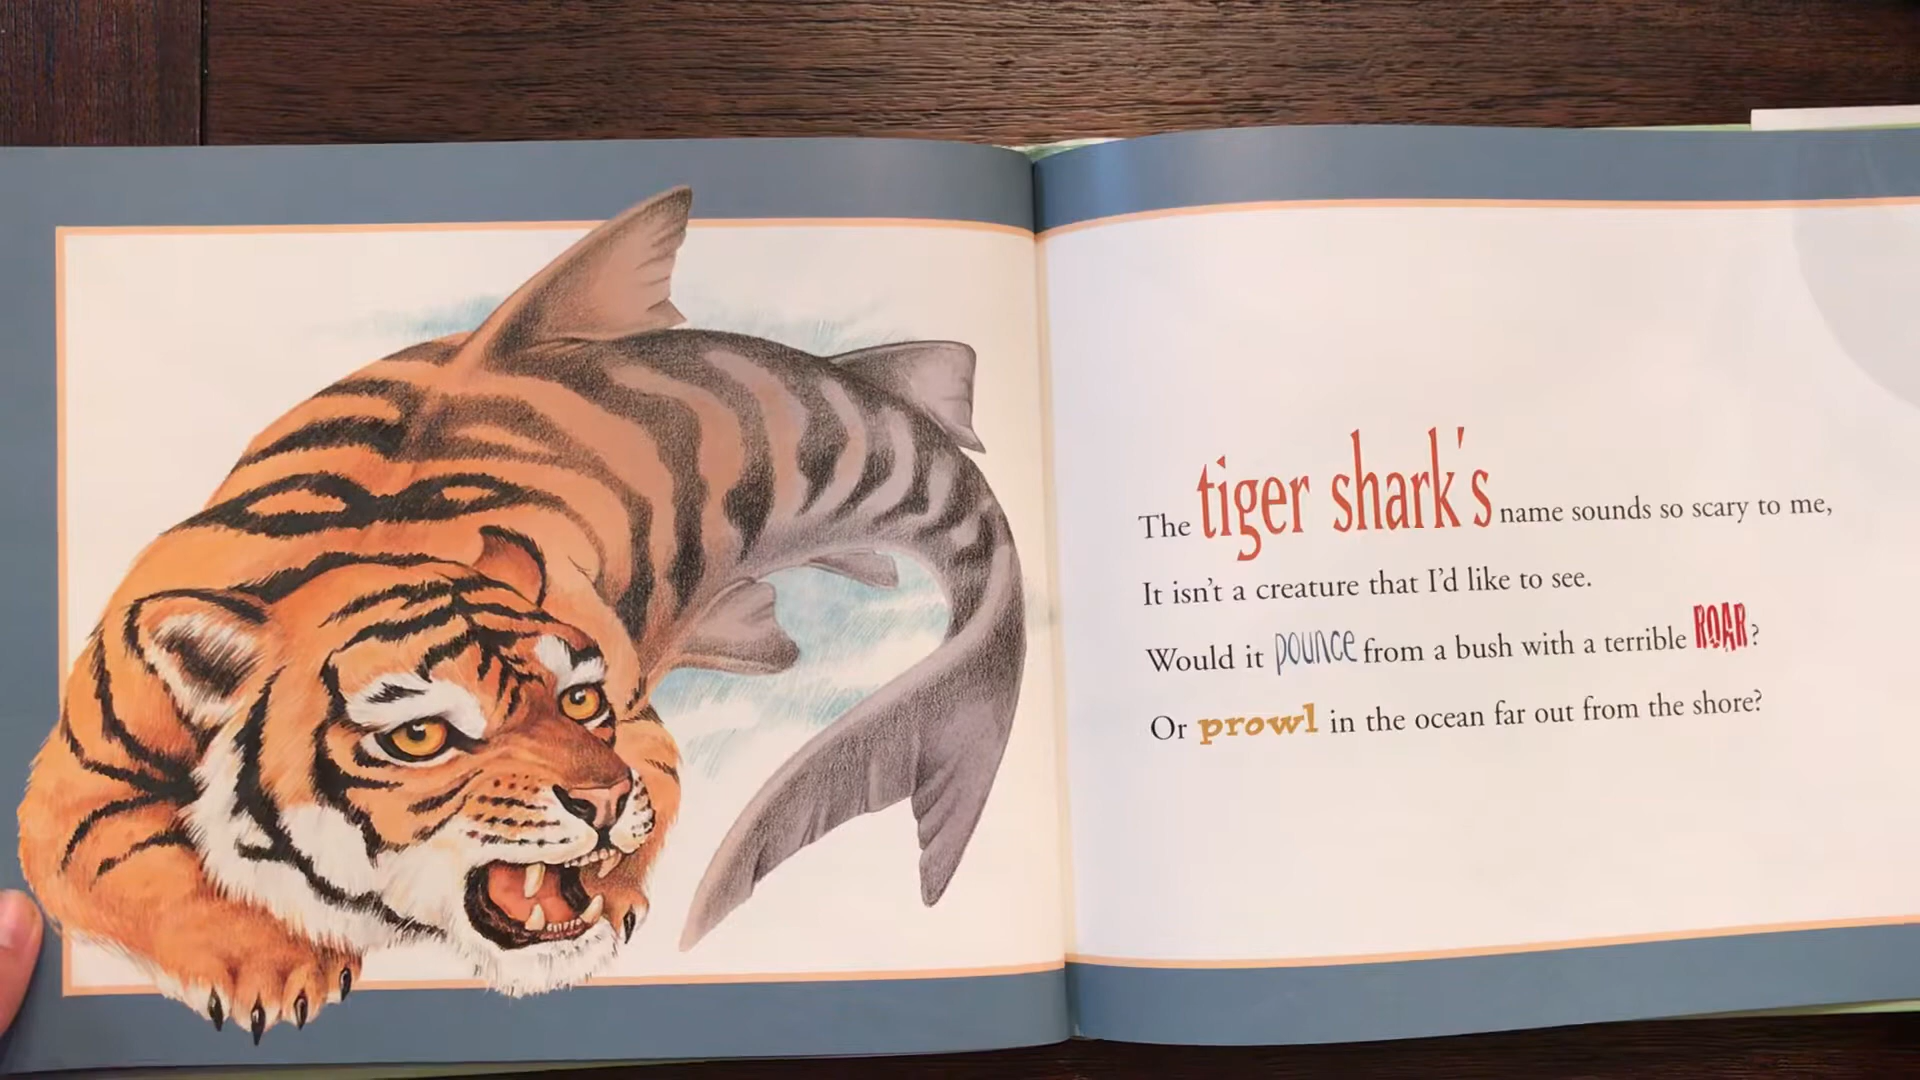 The tiger shark's name sounds so scary to me,
It isn't a creature that I'd like to see.
Would it pounce from a bush with a terrible ROAR?
Or prowl in the ocean far out from the shore?